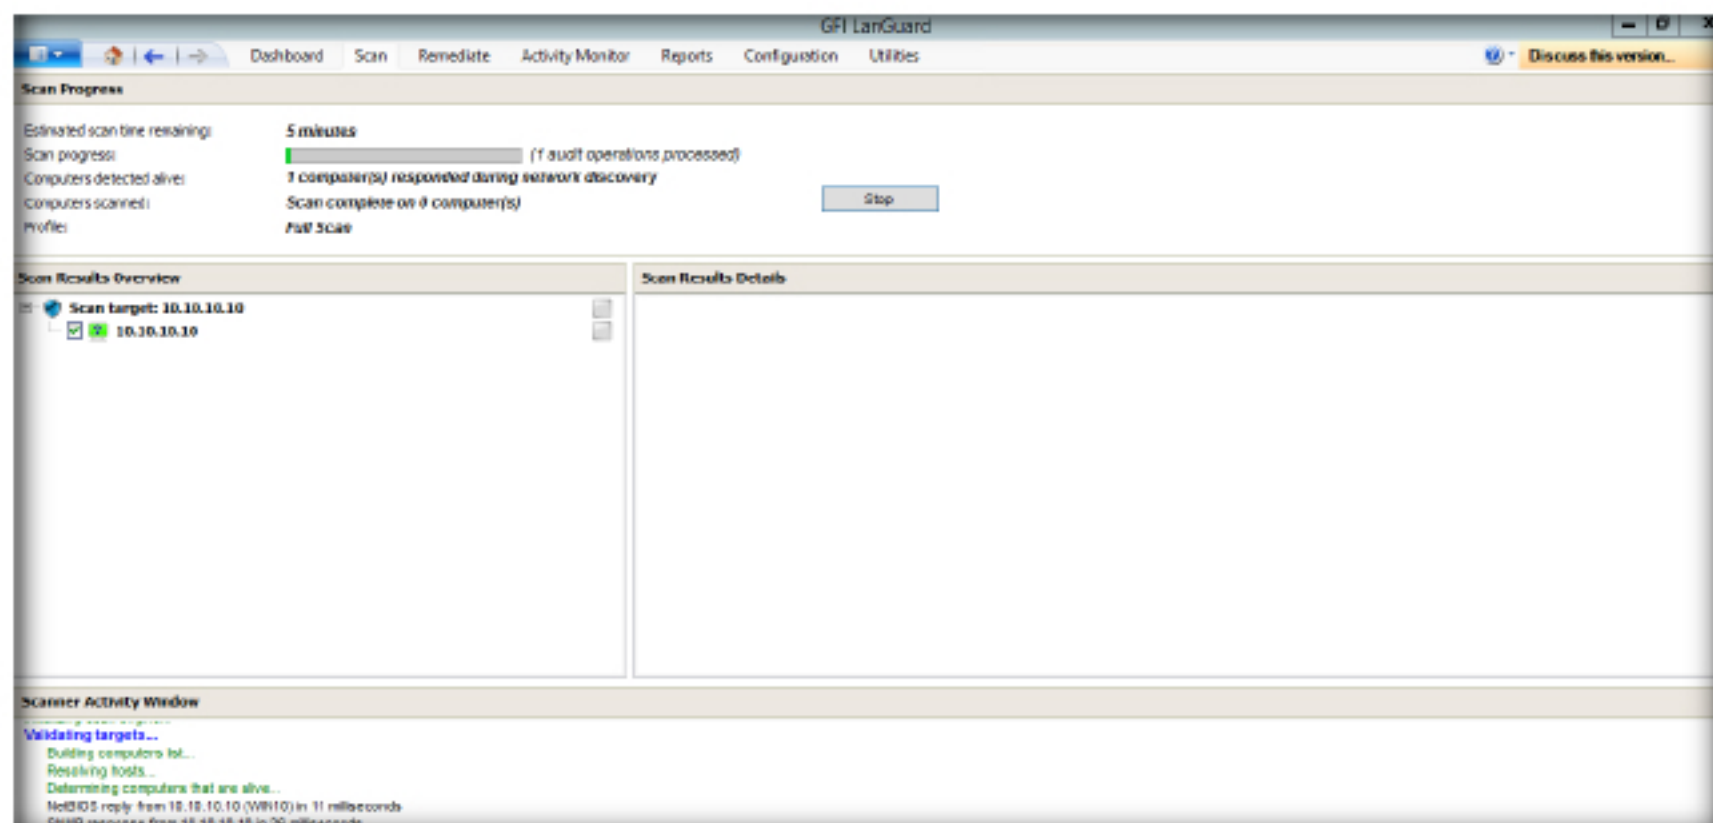 GFI LanGuard
Dashboard Scan Remediate Activity Monitor Reports Configuration Utilities Discuss this version...
Scan Progress
Estimated scan time remaining: 5 minutes
Scan progress: (1 audit operations processed)
Computers detected alive: 1 computer(s) responded during network discovery
Stop
Computers scanned: Scan complete on 0 computer(s)
Profile: Full Scan
Scan Results Overview
Scan Results Details
Scan target: 10.10.10.10
10.10.10.10
Scanner Activity Window
Validating targets...
Building computers list...
Resolving hosts...
Determining computers that are alive...
NetBIOS reply from 10.10.10.10 (WIN10) in 11 milliseconds